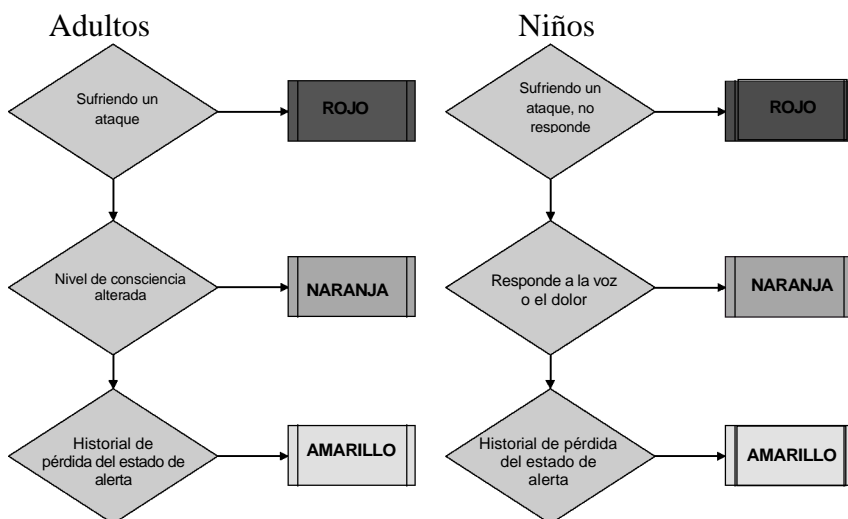 Adultos
Sufriendo un
ataque
ROJO
Nivel de consciencia
alterada
NARANJA
Historial de
pérdida del estado de
alerta
AMARILLO
Niños
Sufriendo un
ataque, no
responde
ROJO
Responde a la voz
o el dolor
NARANJA
Historial de pérdida
del estado de
alerta
AMARILLO